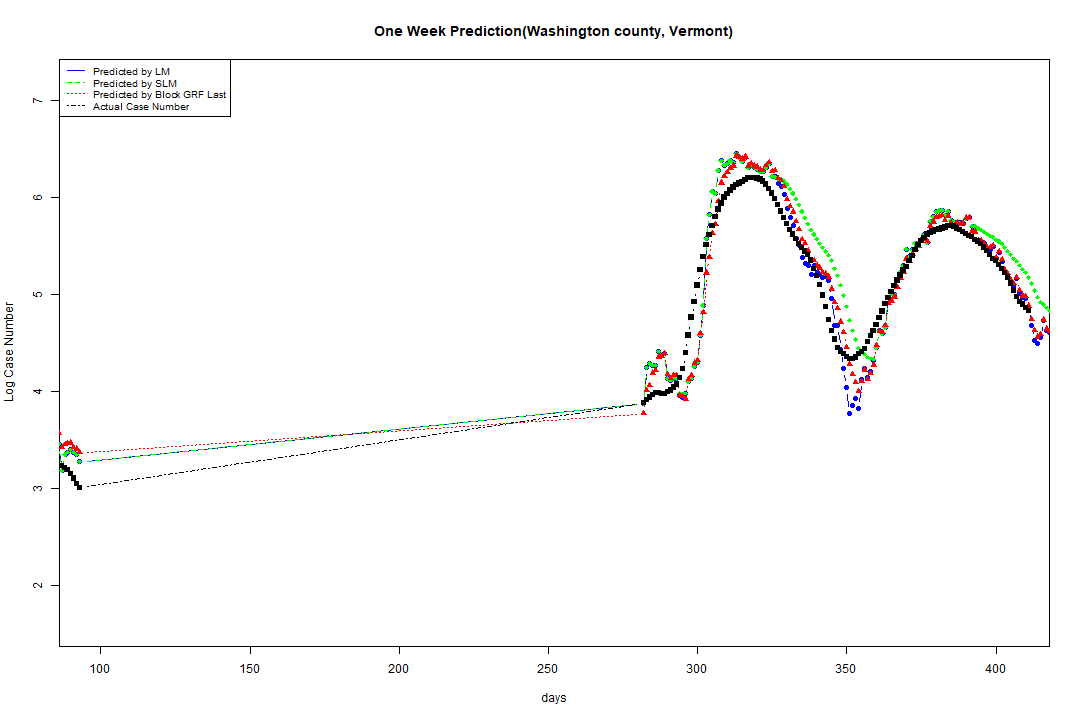 One Week Prediction(Washington county, Vermont)
Predicted by LM
Predicted by SLM
Predicted by Block GRF Last
Actual Case Number
7
6
5
4
3
2
Log Case Number
100 150 200 250 300 350 400
days